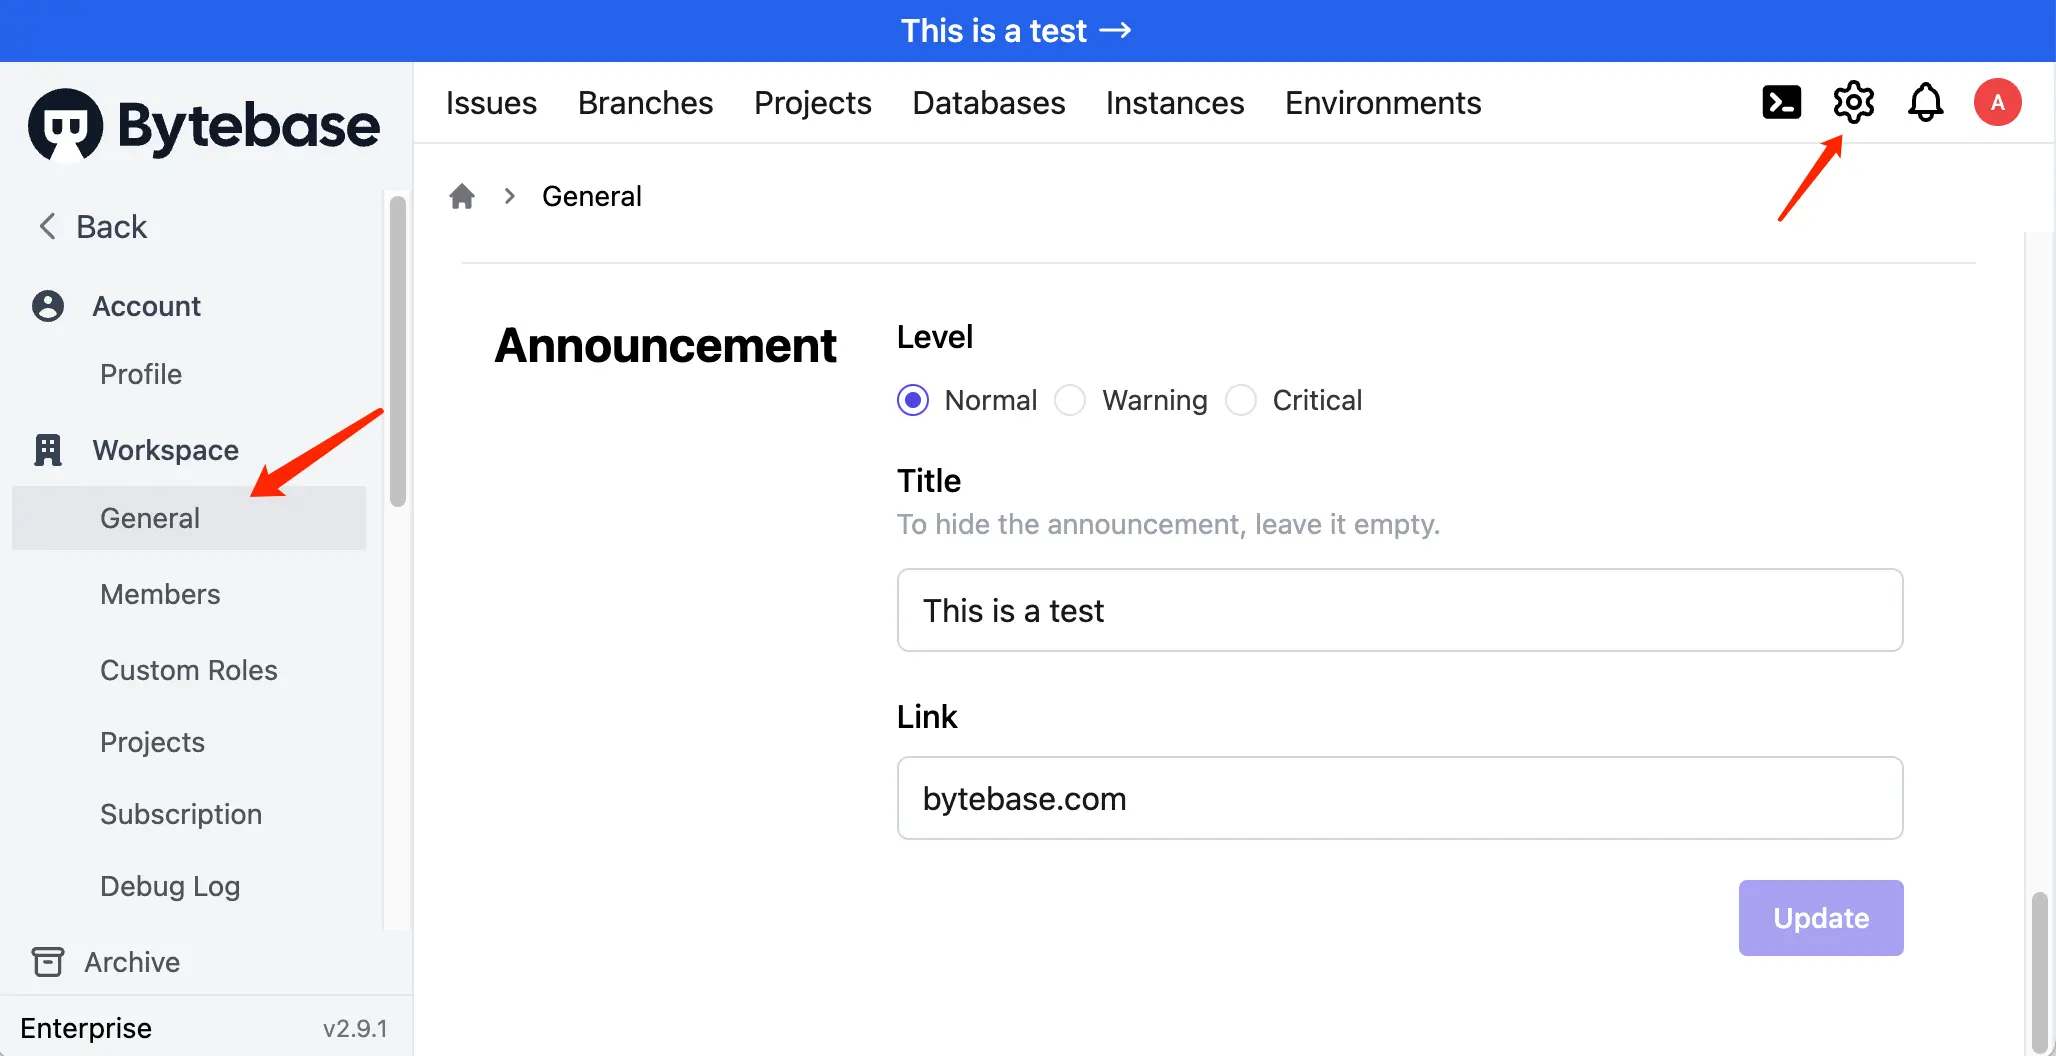 This is a test →
Bytebase
Issues Branches Projects Databases Instances Environments
A
Back
General
Account
Profile
Workspace
General
Members
Custom Roles
Projects
Subscription
Debug Log
Archive
Enterprise v2.9.1
Announcement
Level
Normal Warning Critical
Title
To hide the announcement, leave it empty.
This is a test
Link
bytebase.com
Update